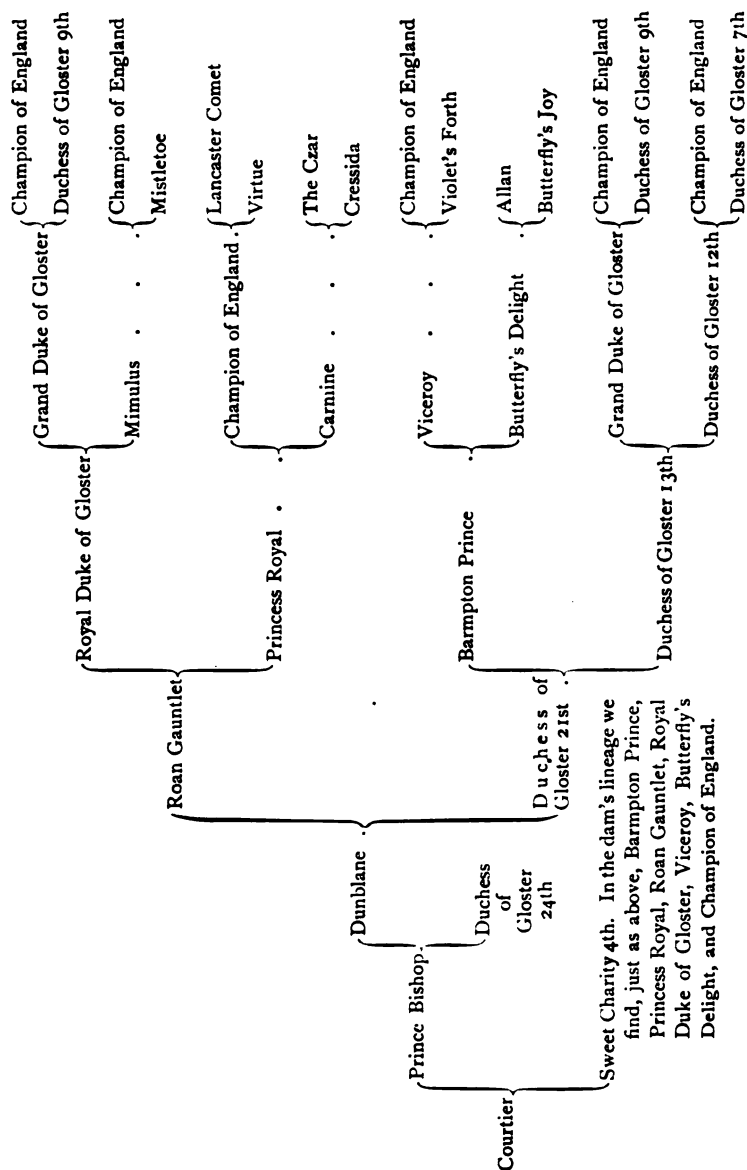 Courtier
Prince Bishop.
Sweet Charity 4th. In the dam's lineage we
find, just as above, Barmpton Prince,
Princess Royal, Roan Gauntlet, Royal
Duke of Gloster, Viceroy, Butterfly's
Delight, and Champion of England.
Dunblane .
Duchess
of
Gloster
24th
Roan Gauntlet
Duchess of
Gloster 21st .
Royal Duke of Gloster
Princess Royal . .
Barmpton Prince .
Duchess of Gloster 13th
Grand Duke of Gloster
Mimulus . . .
Champion of England .
Carmine . . .
Viceroy . . .
Butterfly's Delight .
Grand Duke of Gloster
Duchess of Gloster 12th
Champion of England
Duchess of Gloster 9th
Champion of England
Mistletoe
Lancaster Comet
Virtue
The Czar
Cressida
Champion of England
Violet's Forth
Allan
Butterfly's Joy
Champion of England
Duchess of Gloster 9th
Champion of England
Duchess of Gloster 7th